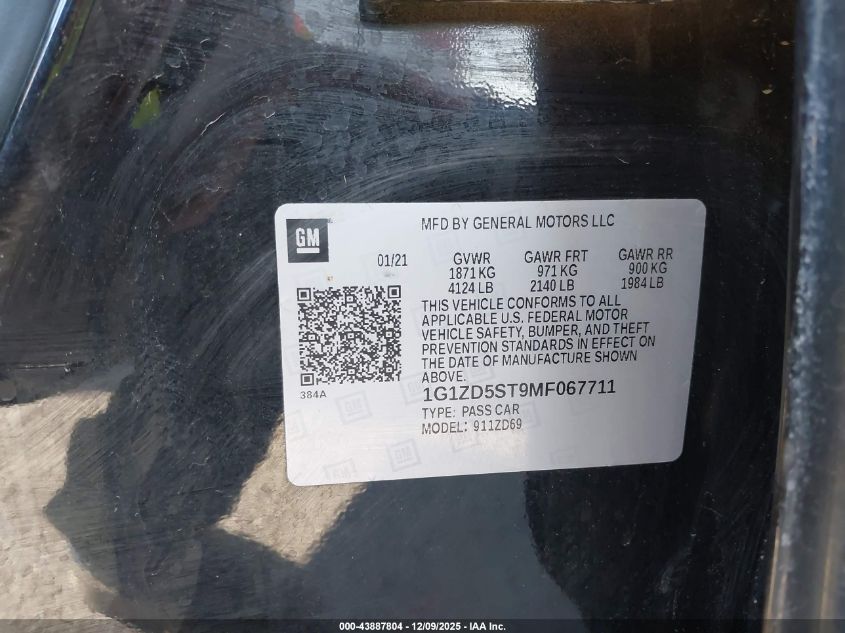 GM
MFD BY GENERAL MOTORS LLC
01/21 GVWR GAWR FRT GAWR RR
1871 KG 971 KG 900 KG
4124 LB 2140 LB 1984 LB
THIS VEHICLE CONFORMS TO ALL
APPLICABLE U.S. FEDERAL MOTOR
VEHICLE SAFETY, BUMPER, AND THEFT
PREVENTION STANDARDS IN EFFECT ON
THE DATE OF MANUFACTURE SHOWN
ABOVE.
384A
1G1ZD5ST9MF067711
TYPE: PASS CAR
MODEL: 911ZD69
000-43887804 - 12/09/2025 - IAA Inc.